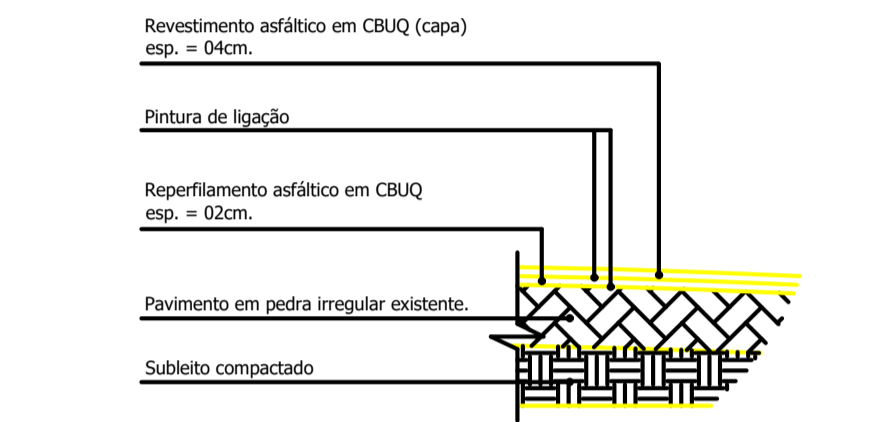 Revestimento asfáltico em CBUQ (capa)
esp. = 04cm.
Pintura de ligação
Reperfilamento asfáltico em CBUQ
esp. = 02cm.
Pavimento em pedra irregular existente.
Subleito compactado